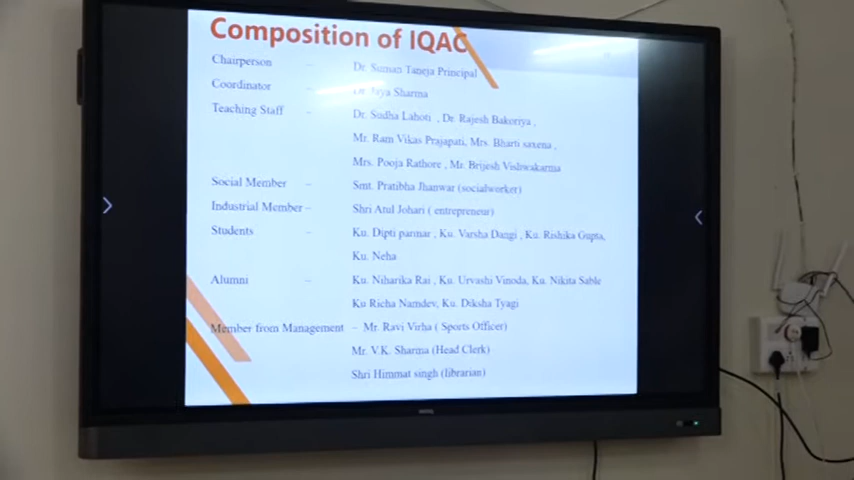 Composition of IQAC
Chairperson – Dr. Suman Taneja Principal
Coordinator Dr. Jaya Sharma
Teaching Staff – Dr. Sudha Lahoti , Dr. Rajesh Bakoriya ,
Mr. Ram Vikas Prajapati, Mrs. Bharti saxena ,
Mrs. Pooja Rathore , Mr. Brijesh Vishwakarma
Social Member – Smt. Pratibha Jhanwar (socialworker)
Industrial Member – Shri Atul Johari ( entrepreneur)
Students – Ku. Dipti parmar , Ku. Varsha Dangi , Ku. Rishika Gupta,
Ku. Neha
Alumni – Ku. Niharika Rai , Ku. Urvashi Vinoda, Ku. Nikita Sable
Ku Richa Namdev, Ku. Diksha Tyagi
Member from Management – Mr. Ravi Virha ( Sports Officer)
Mr. V.K. Sharma (Head Clerk)
Shri Himmat singh (librarian)
BenQ